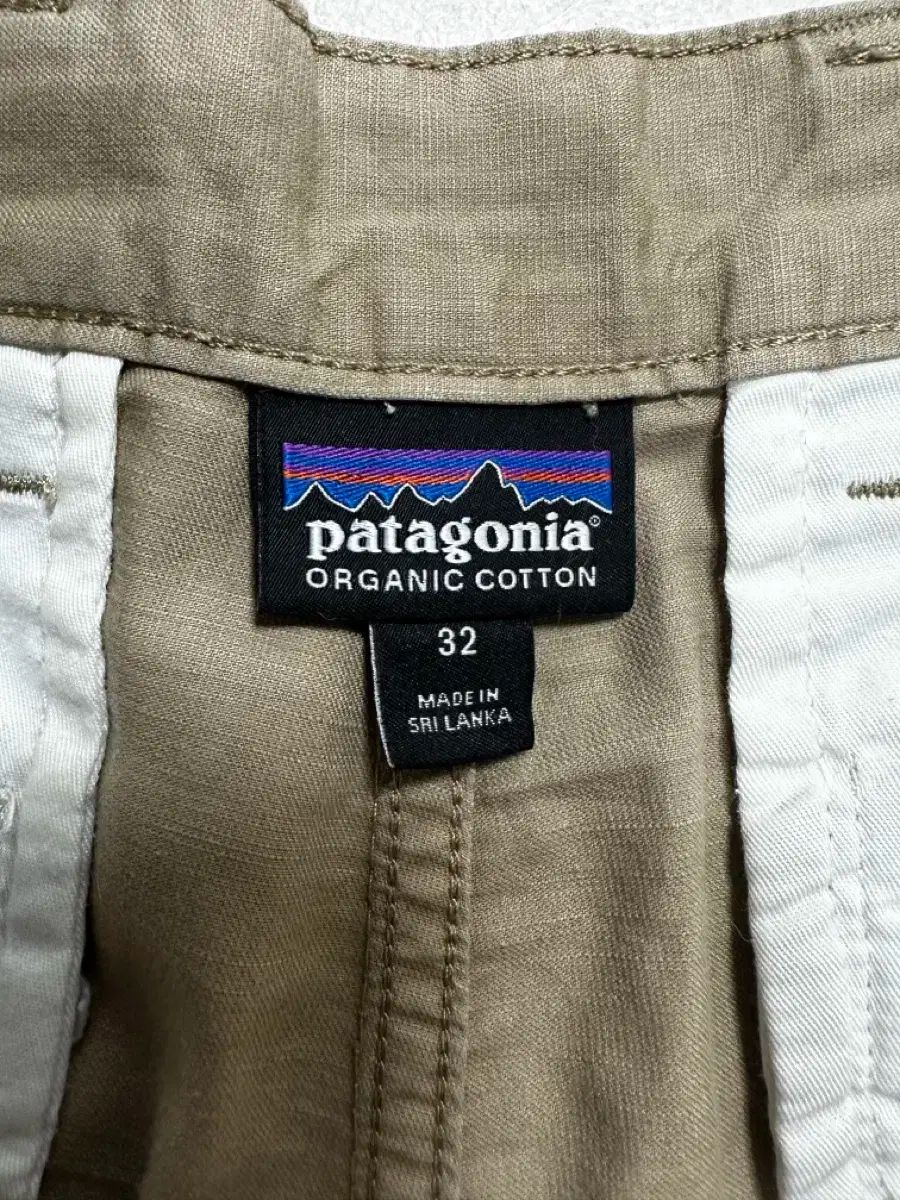 patagonia®
ORGANIC COTTON
32
MADE IN
SRI LANKA